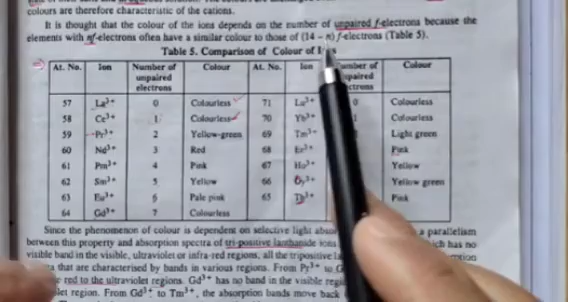 colours are therefore characteristic of the cations.
It is thought that the colour of the ions depends on the number of unpaired f-electrons because the
elements with nf-electrons often have a similar colour to those of (14 – n) f-electrons (Table 5).
Table 5. Comparison of Colour of
At. No. Ion Number of unpaired electrons Colour At. No. Ion Number of Colour
57 La³⁺ 0 Colourless 71 Lu³⁺ 0 Colourless
58 Ce³⁺ 1 Colourless 70 Yb³⁺ Colourless
59 Pr³⁺ 2 Yellow-green 69 Tm³⁺ Light green
60 Nd³⁺ 3 Red 68 Er³⁺ Pink
61 Pm³⁺ 4 Pink 67 Ho³⁺ Yellow
62 Sm³⁺ 5 Yellow 66 Dy³⁺ Yellow green
63 Eu³⁺ 6 Pale pink 65 Tb³⁺ Pink
64 Gd³⁺ 7 Colourless
Since the phenomenon of colour is dependent on selective light a parallelism
between this property and absorption spectra of tri-positive lanthanide ions has no
visible band in the visible, ultraviolet or infra-red regions, all the tripositive
that are characterised by bands in various regions. From Pr³⁺ to
red to the ultraviolet regions. Gd³⁺ has no band in the visible
region. From Gd³⁺ to Tm³⁺, the absorption bands move back